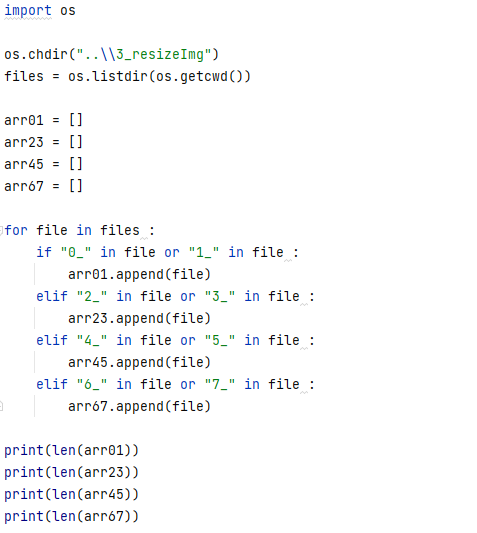 import os
os.chdir("..\\3_resizeImg")
files = os.listdir(os.getcwd())
arr01 = []
arr23 = []
arr45 = []
arr67 = []
for file in files :
    if "0_" in file or "1_" in file :
        arr01.append(file)
    elif "2_" in file or "3_" in file :
        arr23.append(file)
    elif "4_" in file or "5_" in file :
        arr45.append(file)
    elif "6_" in file or "7_" in file :
        arr67.append(file)
print(len(arr01))
print(len(arr23))
print(len(arr45))
print(len(arr67))